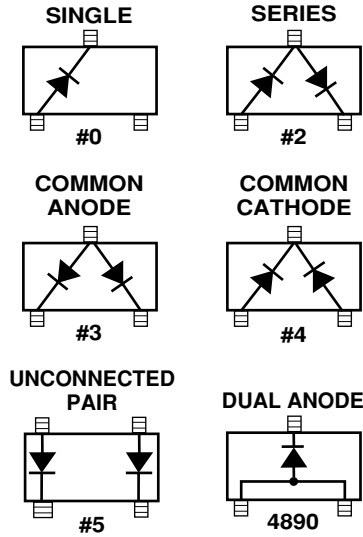 SINGLE
SERIES
#0
#2
COMMON
ANODE
COMMON
CATHODE
#3
#4
UNCONNECTED
PAIR
DUAL ANODE
#5
4890